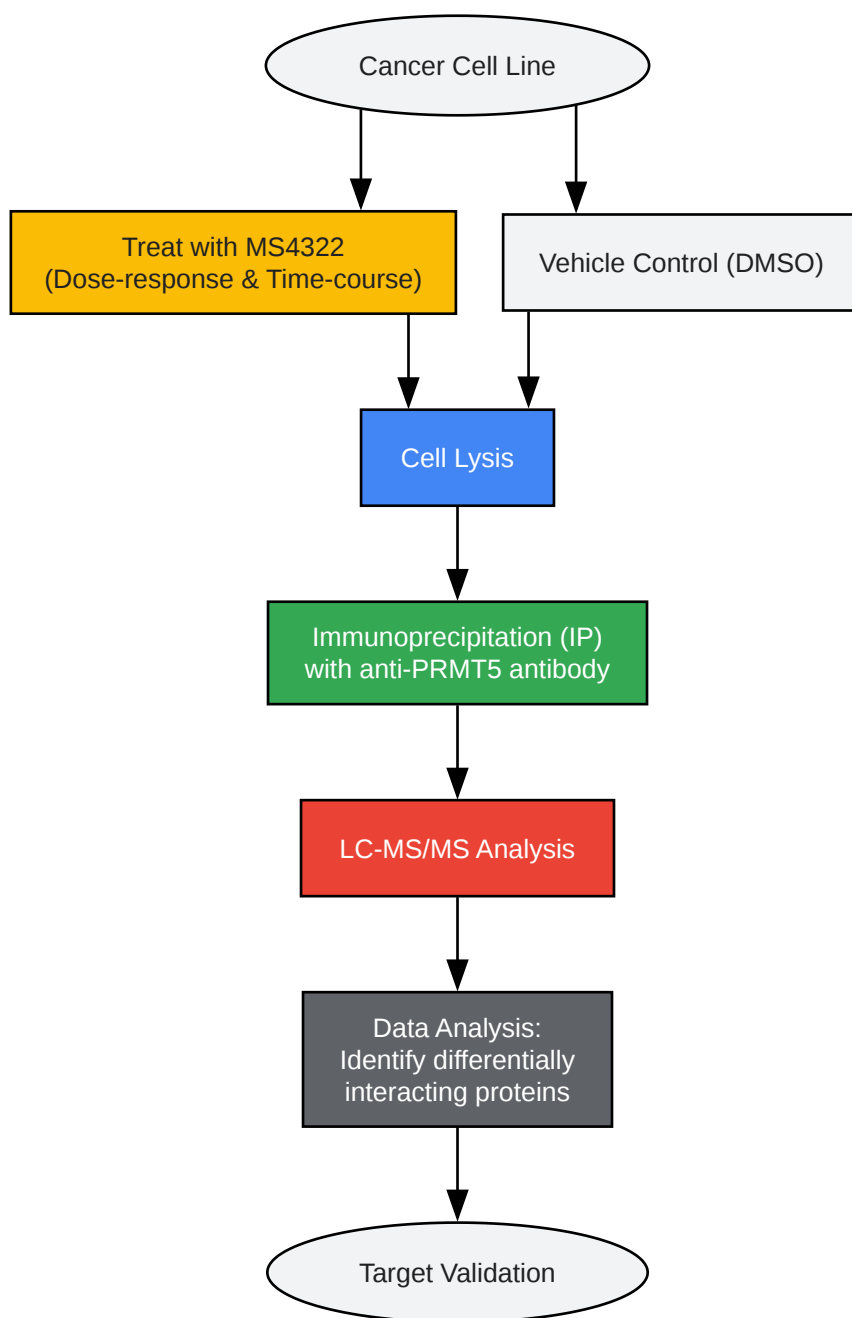 Cancer Cell Line
Treat with MS4322
(Dose-response & Time-course)
Vehicle Control (DMSO)
Cell Lysis
Immunoprecipitation (IP)
with anti-PRMT5 antibody
LC-MS/MS Analysis
Data Analysis:
Identify differentially
interacting proteins
Target Validation